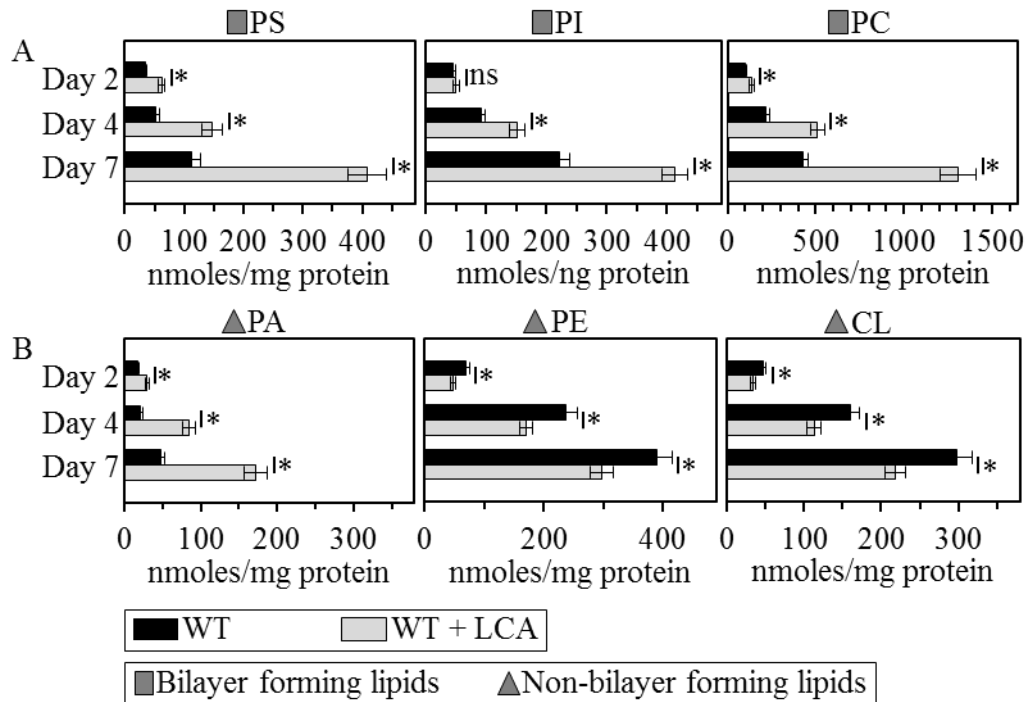 PS PI PC
A
Day 2 * ns *
Day 4 * * *
Day 7 * * *
0 100 200 300 400 0 100 200 300 400 0 500 1000 1500
nmoles/mg protein nmoles/ng protein nmoles/ng protein
PA PE CL
B
Day 2 * * *
Day 4 * * *
Day 7 * * *
0 100 200 300 0 200 400 0 100 200 300
nmoles/mg protein nmoles/mg protein nmoles/mg protein
WT WT + LCA
Bilayer forming lipids Non-bilayer forming lipids